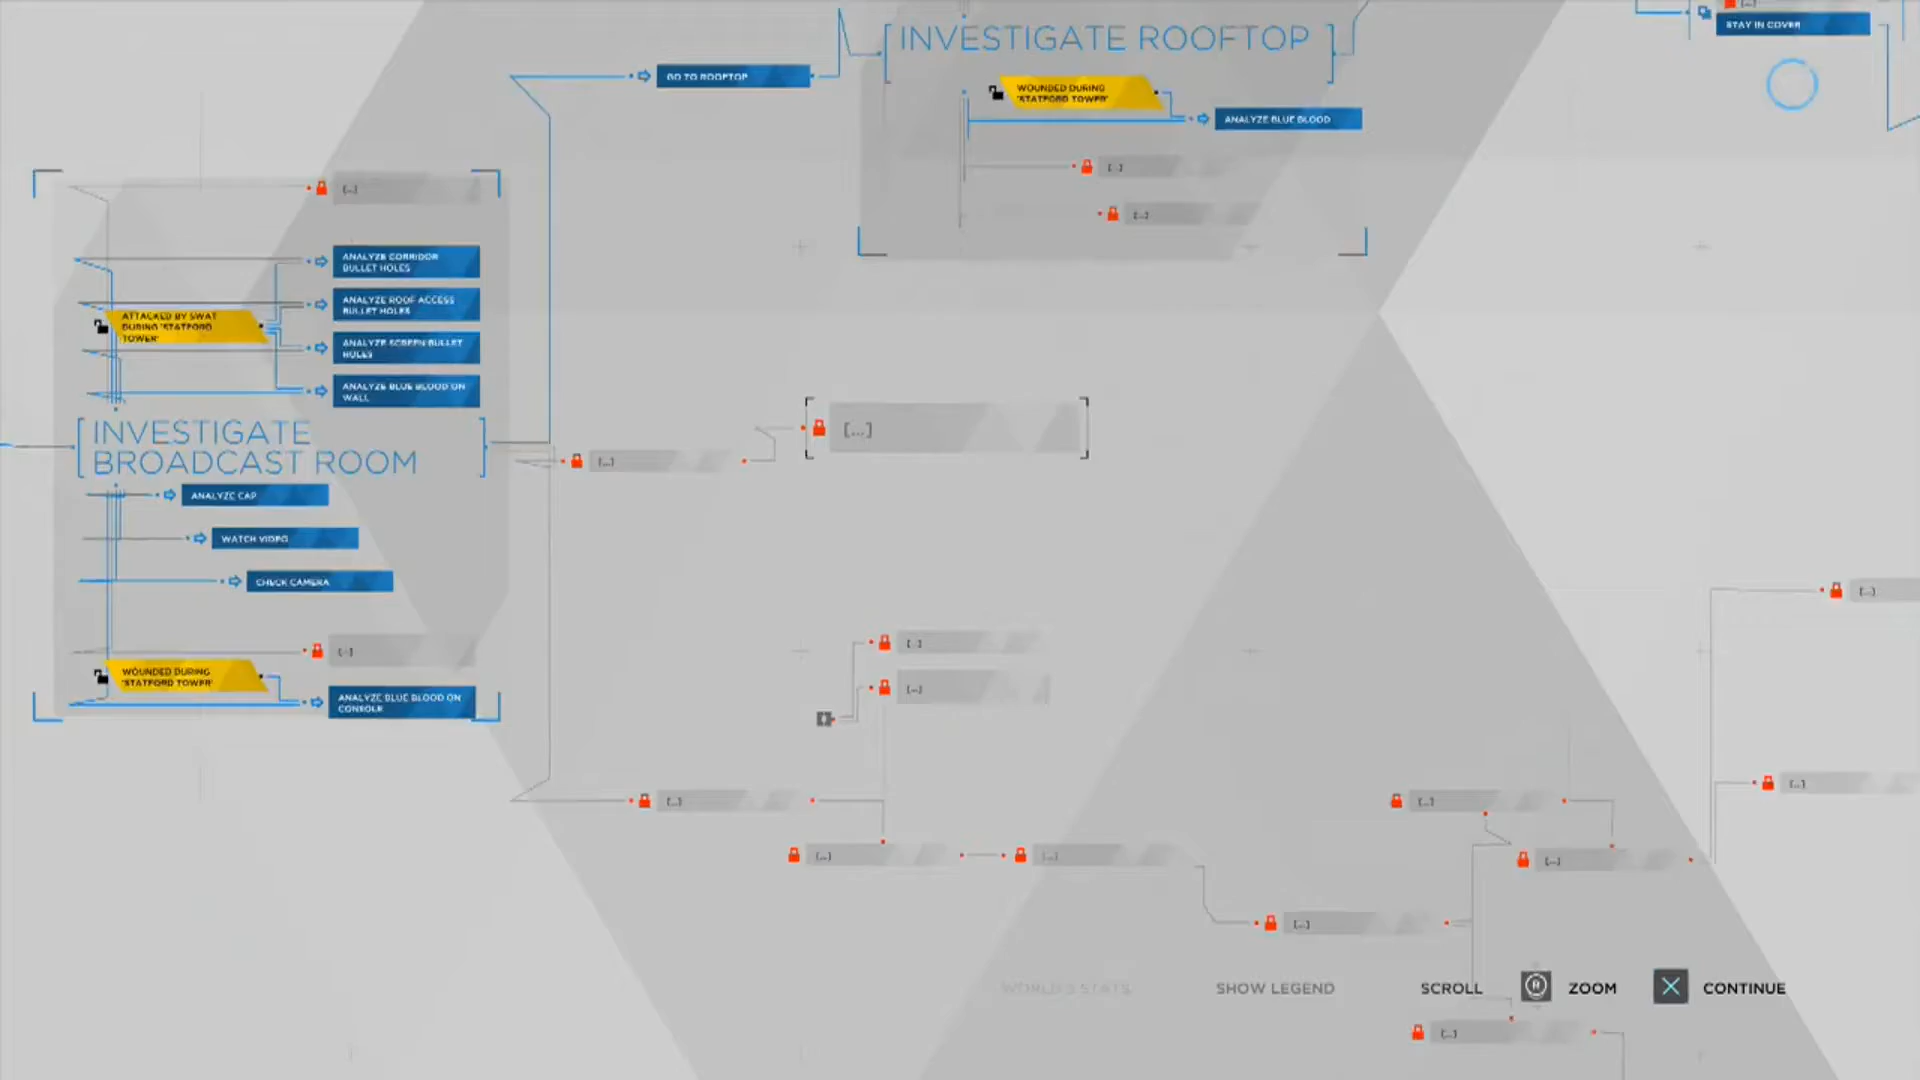 STAY IN COVER
INVESTIGATE ROOFTOP
GO TO ROOFTOP
WOUNDED DURING
'STATFORD TOWER'
ANALYZE BLUE BLOOD
[...]
[...]
[...]
ANALYZE CORRIDOR
BULLET HOLES
ANALYZE ROOF ACCESS
BULLET HOLES
ATTACKED BY SWAT
DURING 'STATFORD
TOWER'
ANALYZE SCREEN BULLET
HOLES
ANALYZE BLUE BLOOD ON
WALL
INVESTIGATE
BROADCAST ROOM
[...]
[...]
ANALYZE CAP
WATCH VIDEO
CHECK CAMERA
[...]
WOUNDED DURING
'STATFORD TOWER'
ANALYZE BLUE BLOOD ON
CONSOLE
[...]
[...]
[...]
[...]
[...]
[...]
[...]
[...]
[...]
[...]
[...]
WORLD'S STATS
SHOW LEGEND
SCROLL
R
ZOOM
CONTINUE
[...]